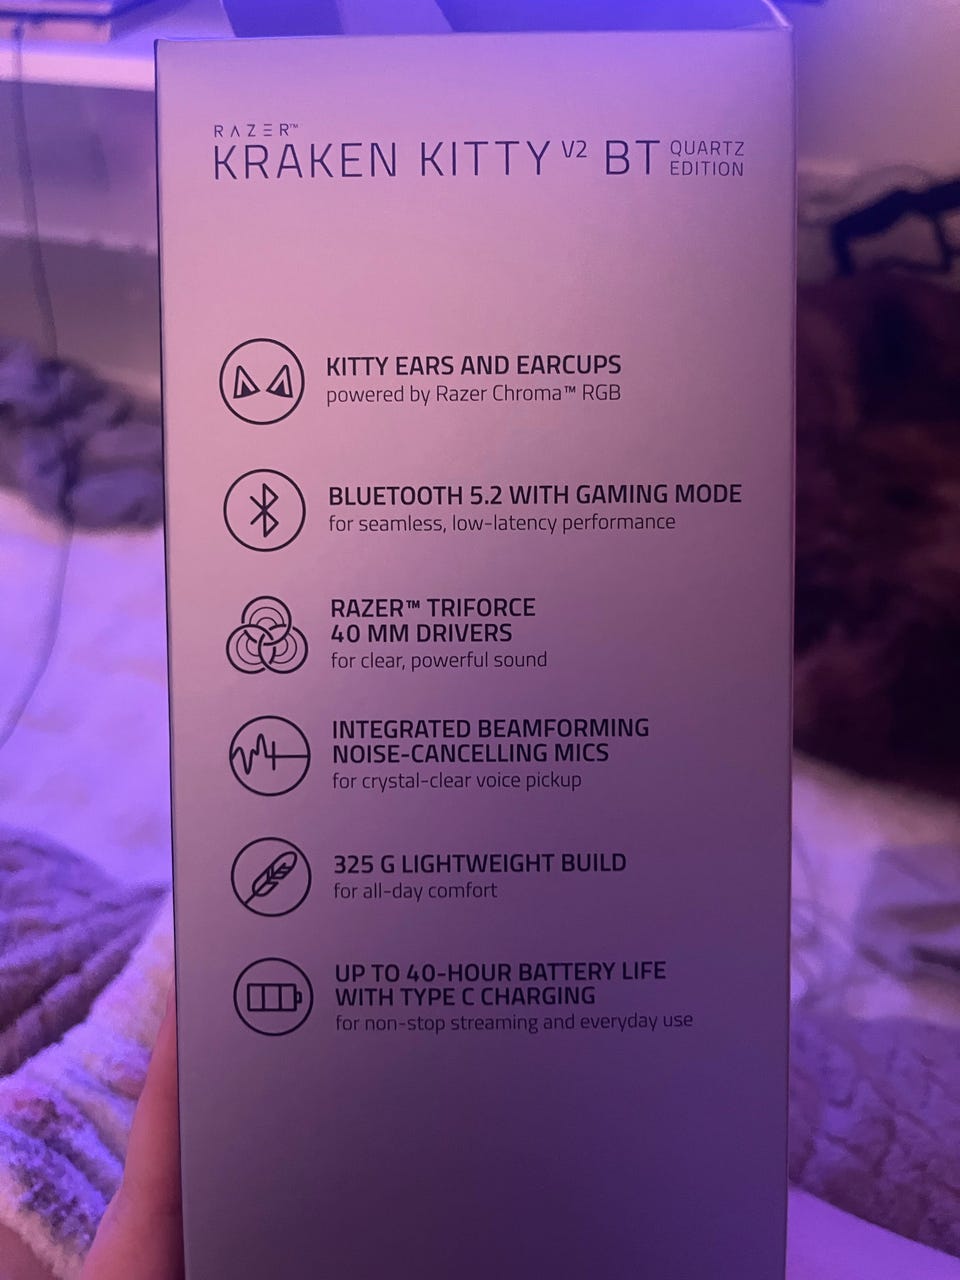 RAZER™
KRAKEN KITTY V2 BT QUARTZ EDITION
KITTY EARS AND EARCUPS
powered by Razer Chroma™ RGB
BLUETOOTH 5.2 WITH GAMING MODE
for seamless, low-latency performance
RAZER™ TRIFORCE
40 MM DRIVERS
for clear, powerful sound
INTEGRATED BEAMFORMING
NOISE-CANCELLING MICS
for crystal-clear voice pickup
325 G LIGHTWEIGHT BUILD
for all-day comfort
UP TO 40-HOUR BATTERY LIFE
WITH TYPE C CHARGING
for non-stop streaming and everyday use